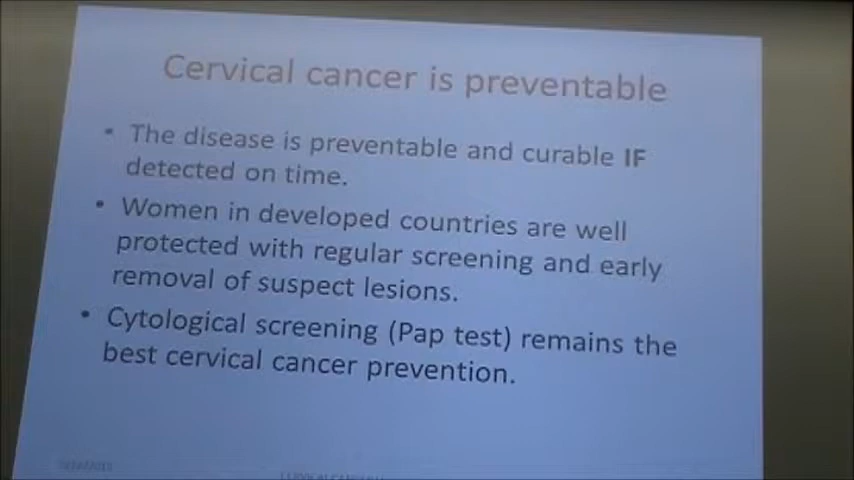 Cervical cancer is preventable
• The disease is preventable and curable IF
detected on time.
• Women in developed countries are well
protected with regular screening and early
removal of suspect lesions.
• Cytological screening (Pap test) remains the
best cervical cancer prevention.